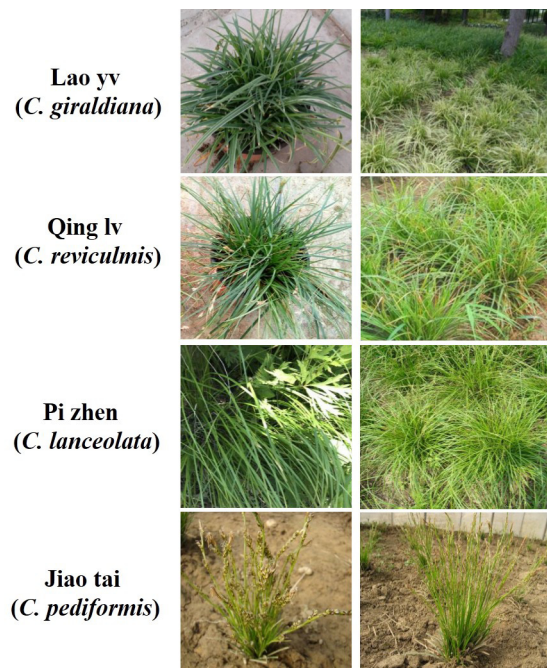 Lao yv
(C. giraldiana)
Qing lv
(C. reviculmis)
Pi zhen
(C. lanceolata)
Jiao tai
(C. pediformis)